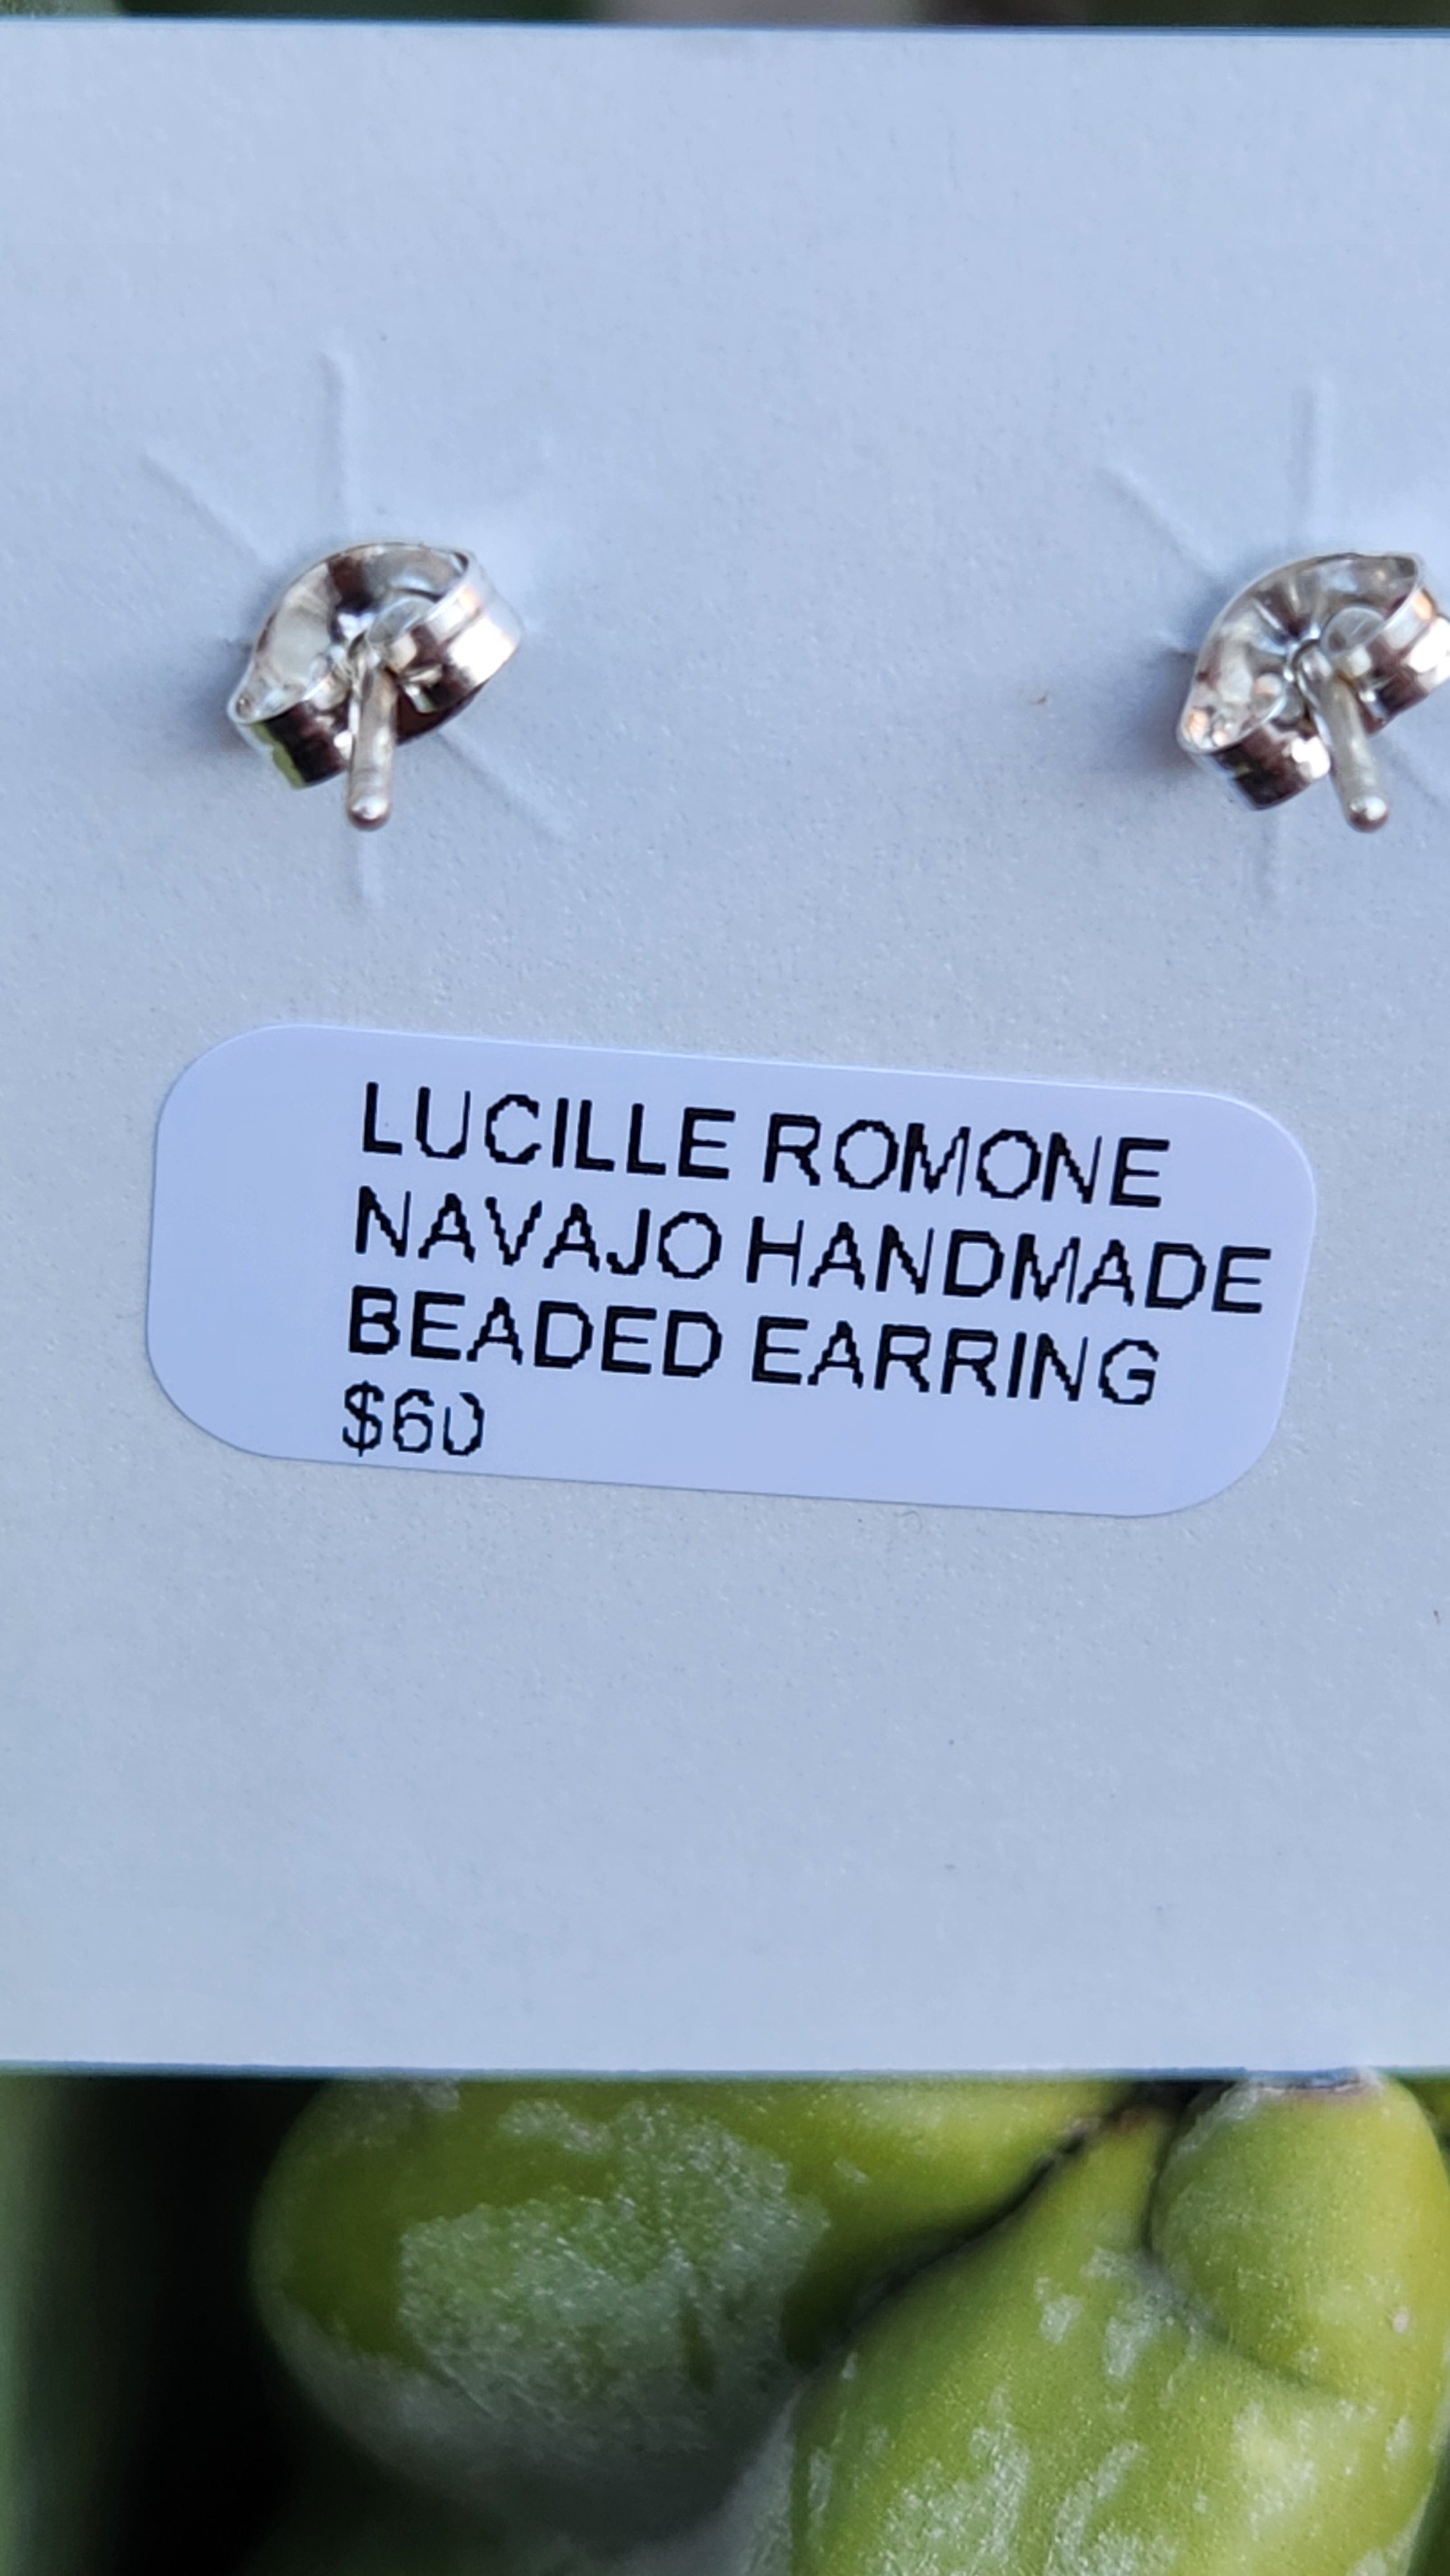 LUCILLE ROMONE
NAVAJO HANDMADE
BEADED EARRING
$60